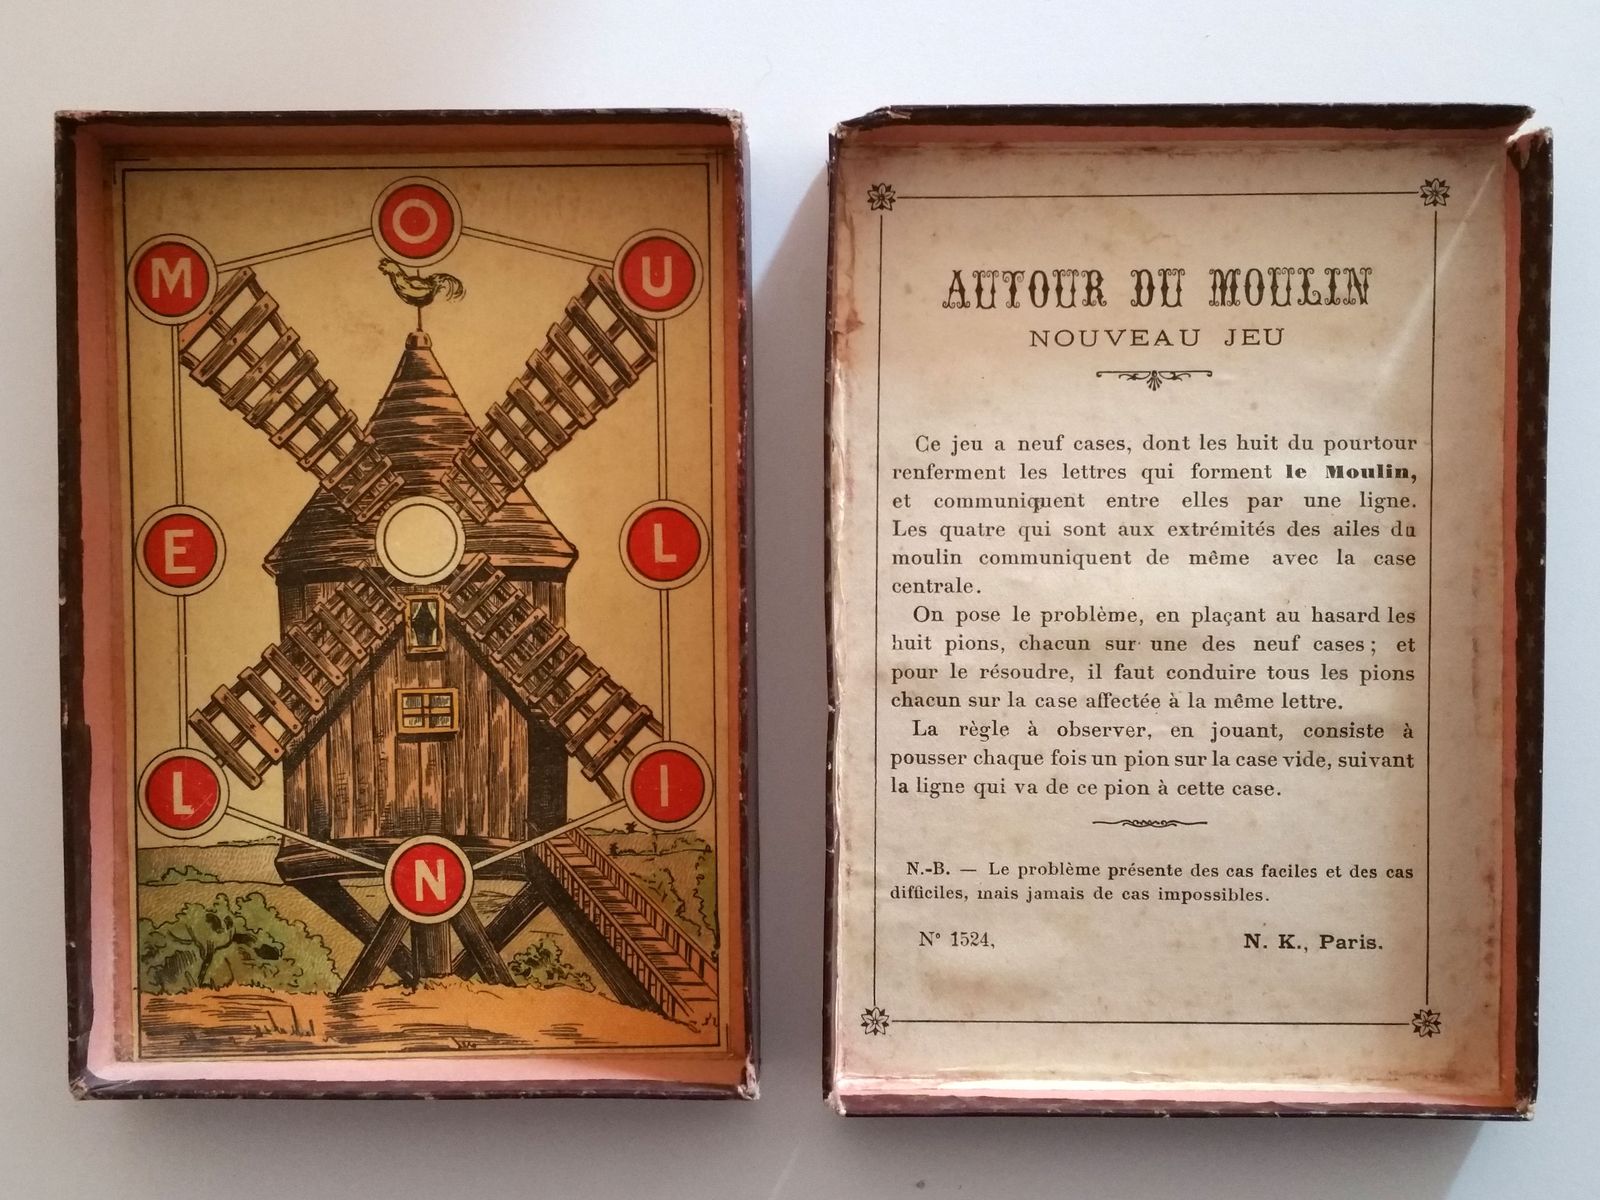 O
M
U
E
L
L
I
N
AUTOUR DU MOULIN
NOUVEAU JEU
Ce jeu a neuf cases, dont les huit du pourtour
renferment les lettres qui forment le Moulin,
et communiquent entre elles par une ligne.
Les quatre qui sont aux extrémités des ailes du
moulin communiquent de même avec la case
centrale.
On pose le problème, en plaçant au hasard les
huit pions, chacun sur une des neuf cases ; et
pour le résoudre, il faut conduire tous les pions
chacun sur la case affectée à la même lettre.
La règle à observer, en jouant, consiste à
pousser chaque fois un pion sur la case vide, suivant
la ligne qui va de ce pion à cette case.
N.-B. — Le problème présente des cas faciles et des cas
difficiles, mais jamais de cas impossibles.
N° 1524, N. K., Paris.